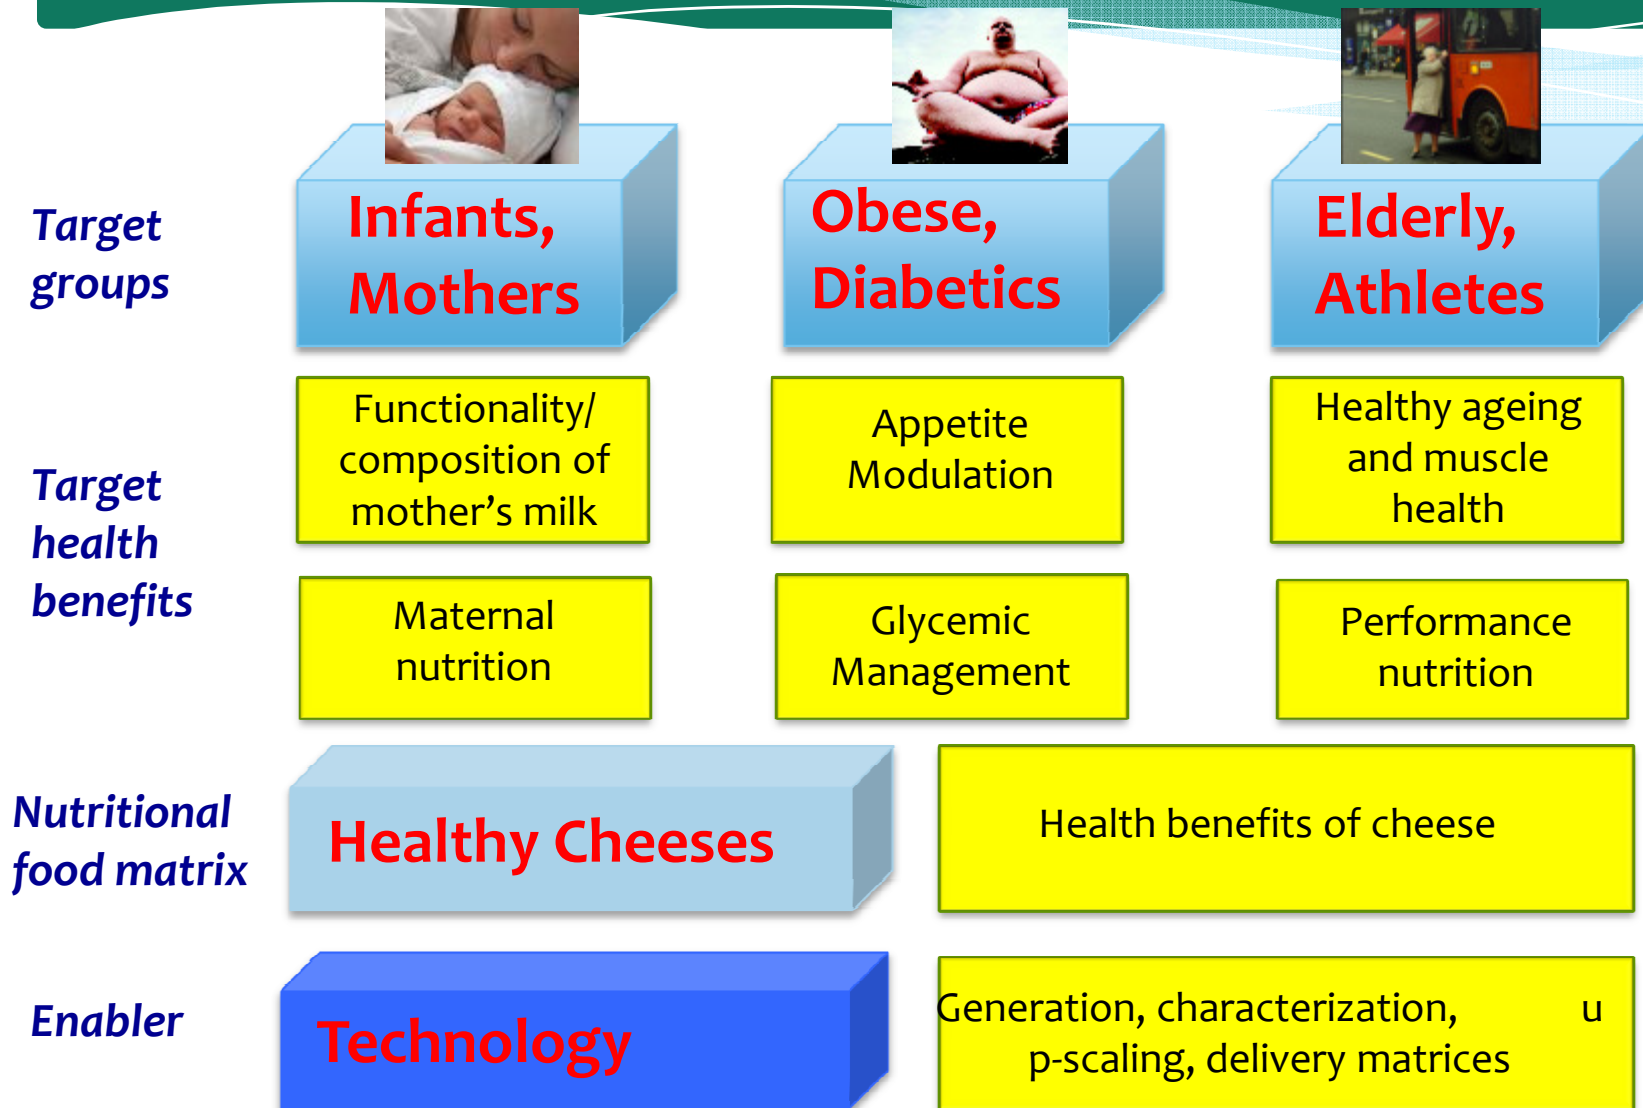 Target
groups
Infants,
Mothers
Obese,
Diabetics
Elderly,
Athletes
Target
health
benefits
Functionality/
composition of
mother’s milk
Appetite
Modulation
Healthy ageing
and muscle
health
Maternal
nutrition
Glycemic
Management
Performance
nutrition
Nutritional
food matrix
Healthy Cheeses
Health benefits of cheese
Enabler
Technology
Generation, characterization, u
p-scaling, delivery matrices